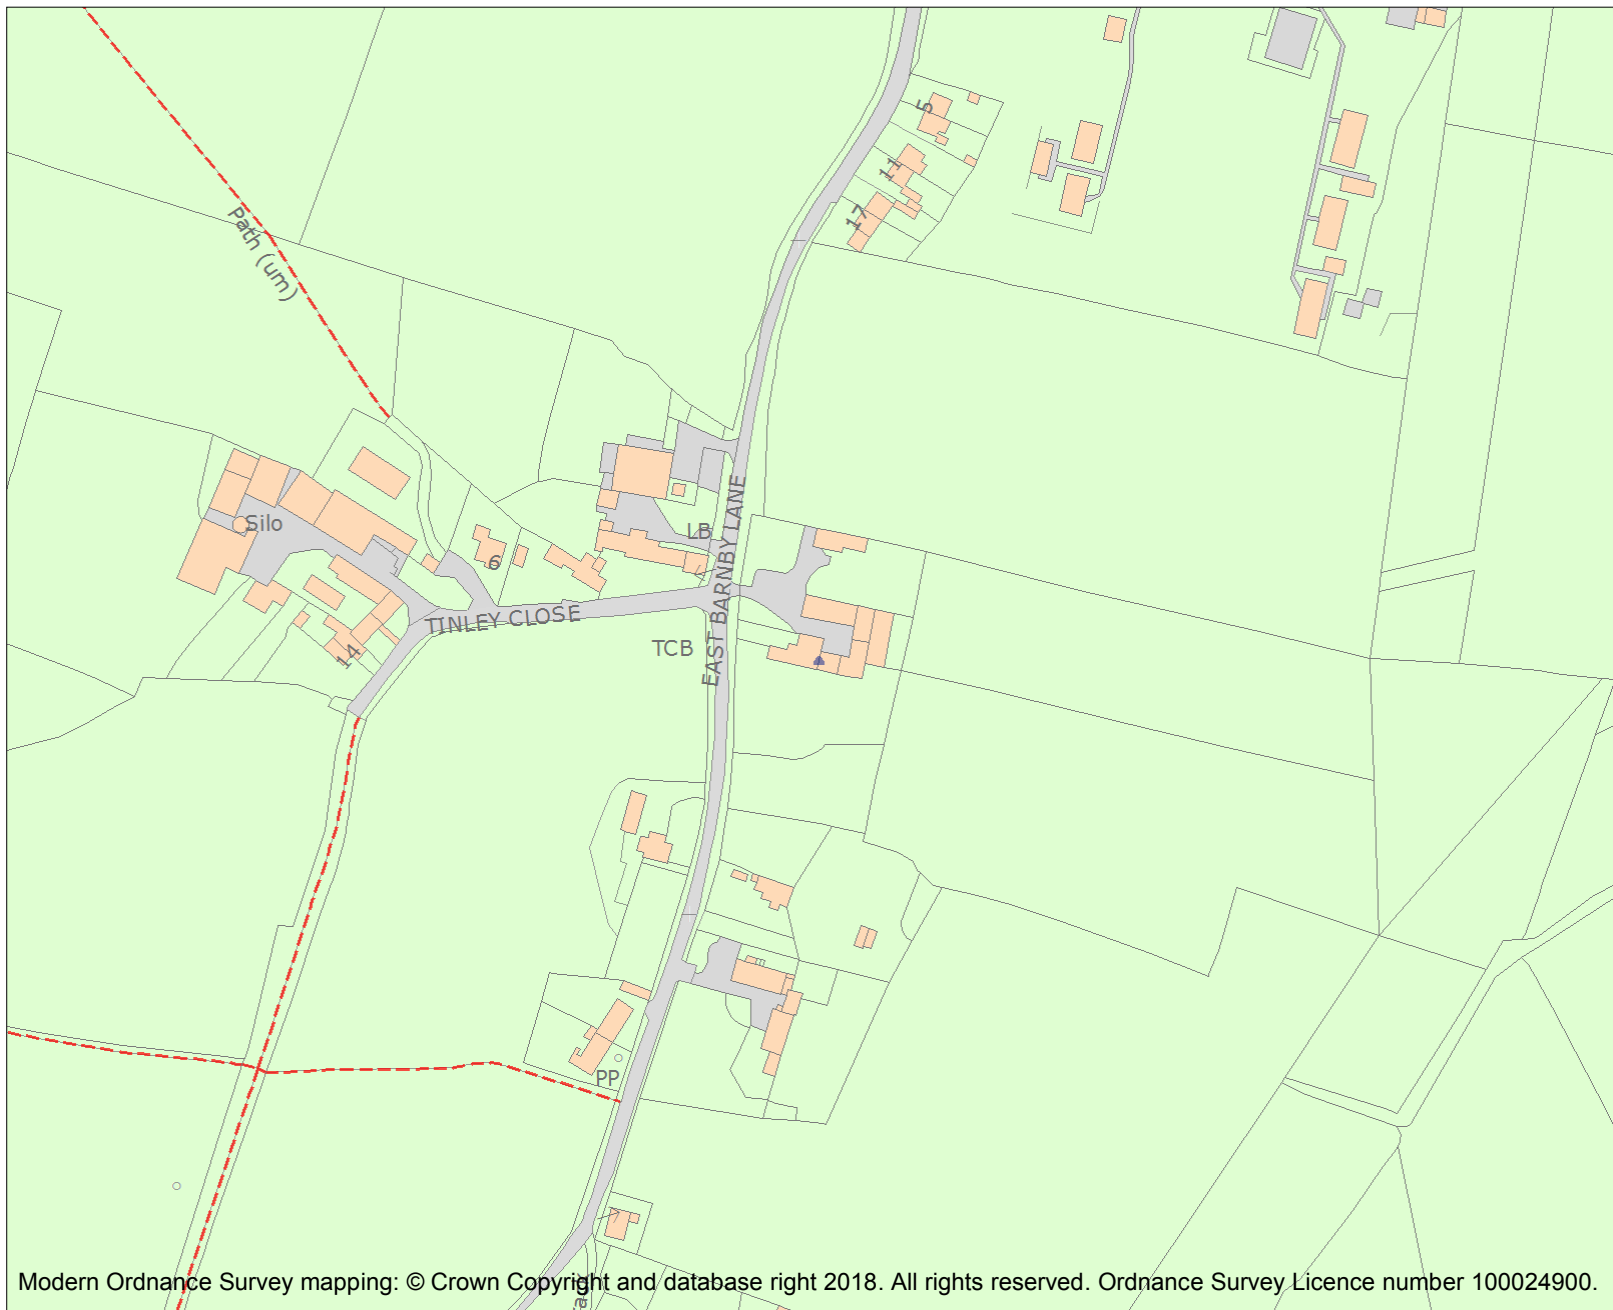 5
11
17
Path (um)
EAST BARNBY LANE
LB
Silo
6
TINLEY CLOSE
TCB
14
PP
Modern Ordnance Survey mapping: © Crown Copyright and database right 2018. All rights reserved. Ordnance Survey Licence number 100024900.